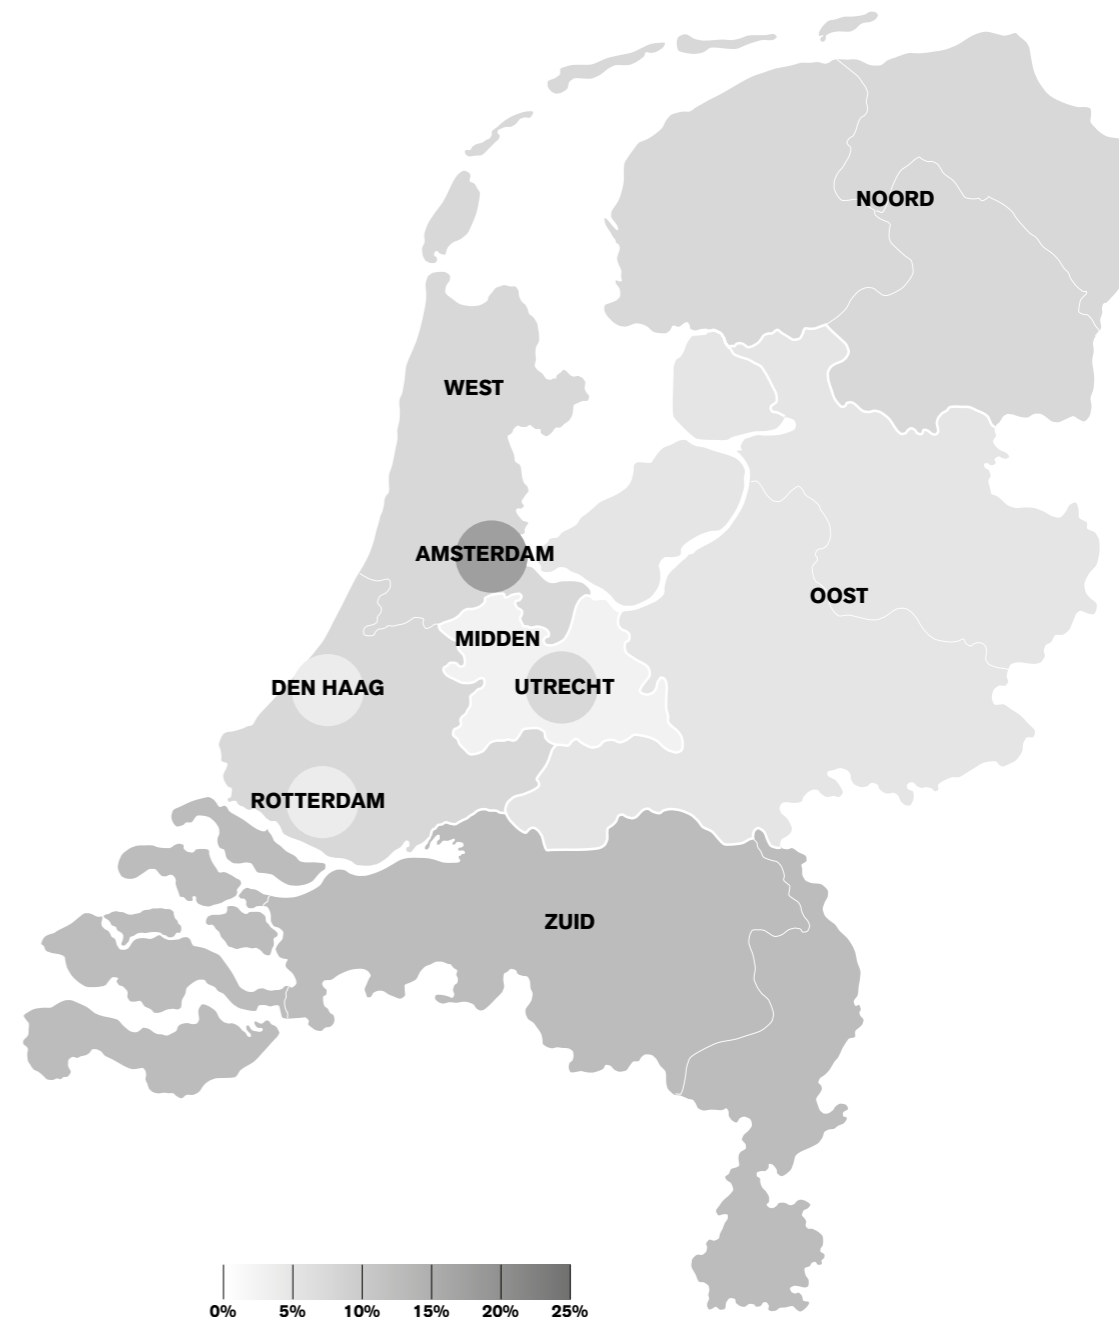 NOORD
WEST
AMSTERDAM
OOST
MIDDEN
DEN HAAG
UTRECHT
ROTTERDAM
ZUID
0% 5% 10% 15% 20% 25%